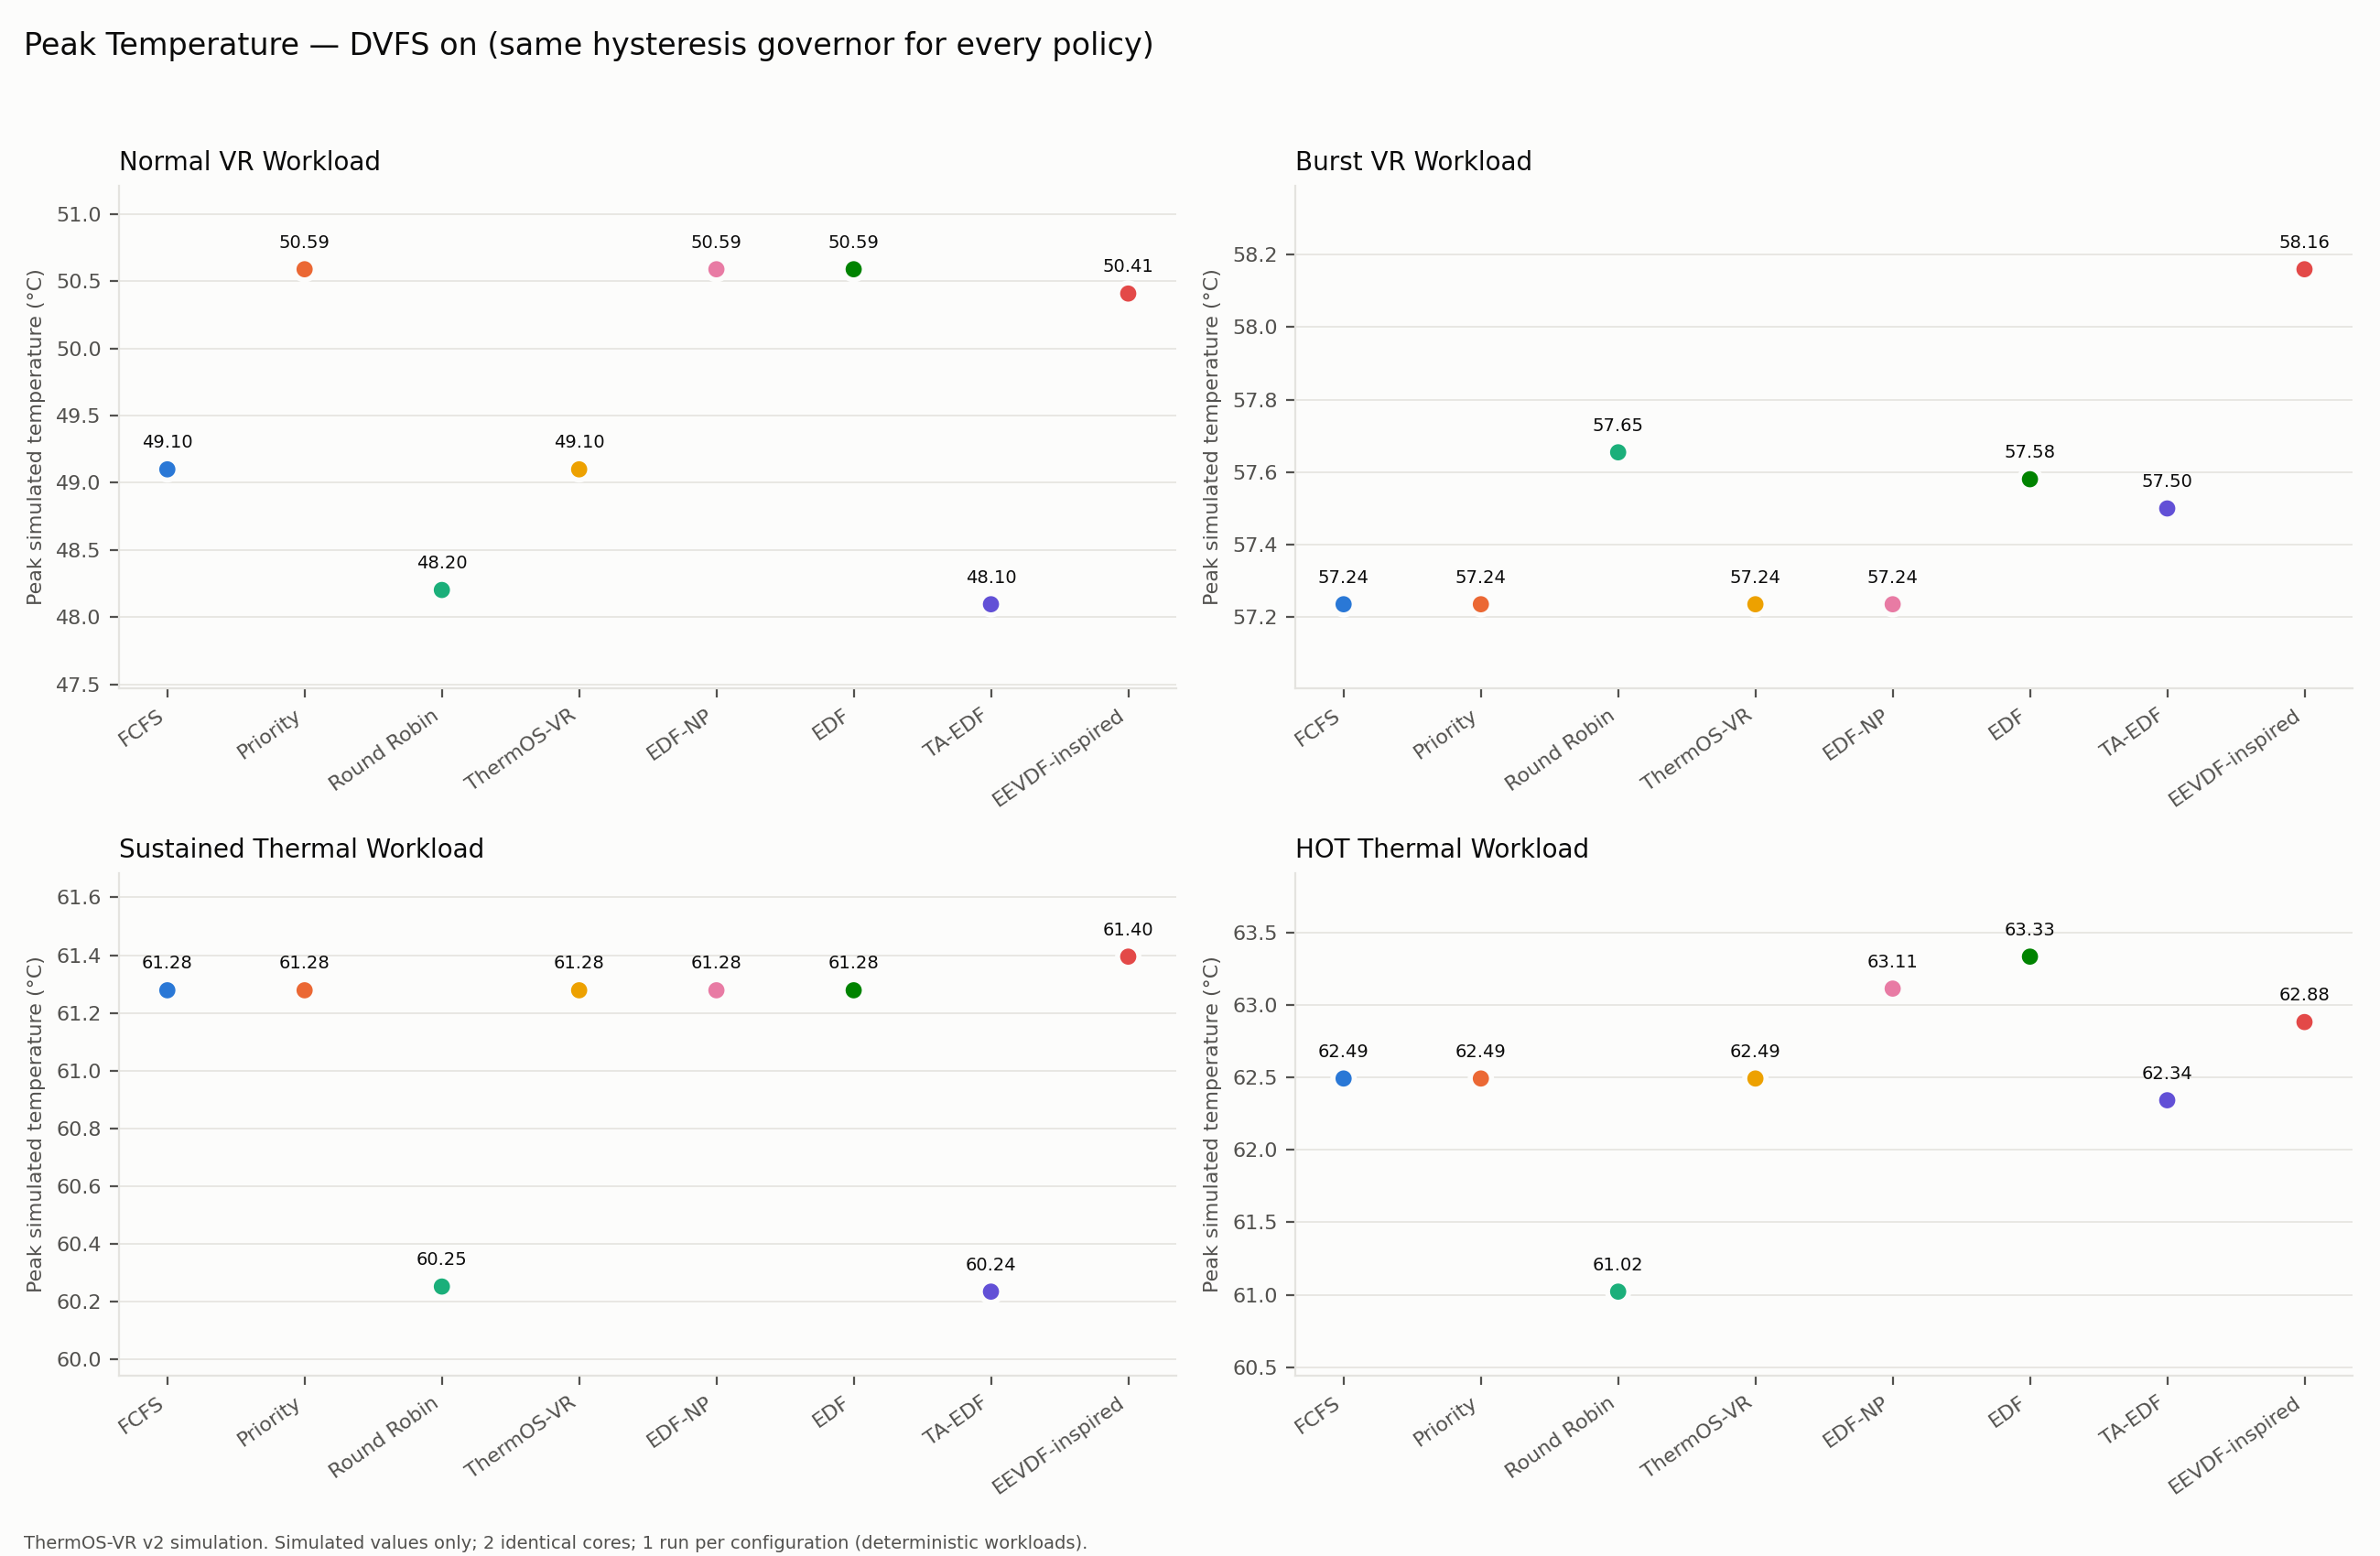 Peak Temperature — DVFS on (same hysteresis governor for every policy)
Normal VR Workload
Peak simulated temperature (°C)
51.0
50.5
50.0
49.5
49.0
48.5
48.0
47.5
49.10
50.59
48.20
49.10
50.59
50.59
48.10
50.41
FCFS
Priority
Round Robin
ThermOS-VR
EDF-NP
EDF
TA-EDF
EEVDF-inspired
Burst VR Workload
Peak simulated temperature (°C)
58.2
58.0
57.8
57.6
57.4
57.2
57.24
57.24
57.65
57.24
57.24
57.58
57.50
58.16
FCFS
Priority
Round Robin
ThermOS-VR
EDF-NP
EDF
TA-EDF
EEVDF-inspired
Sustained Thermal Workload
Peak simulated temperature (°C)
61.6
61.4
61.2
61.0
60.8
60.6
60.4
60.2
60.0
61.28
61.28
60.25
61.28
61.28
61.28
60.24
61.40
FCFS
Priority
Round Robin
ThermOS-VR
EDF-NP
EDF
TA-EDF
EEVDF-inspired
HOT Thermal Workload
Peak simulated temperature (°C)
63.5
63.0
62.5
62.0
61.5
61.0
60.5
62.49
62.49
61.02
62.49
63.11
63.33
62.34
62.88
FCFS
Priority
Round Robin
ThermOS-VR
EDF-NP
EDF
TA-EDF
EEVDF-inspired
ThermOS-VR v2 simulation. Simulated values only; 2 identical cores; 1 run per configuration (deterministic workloads).